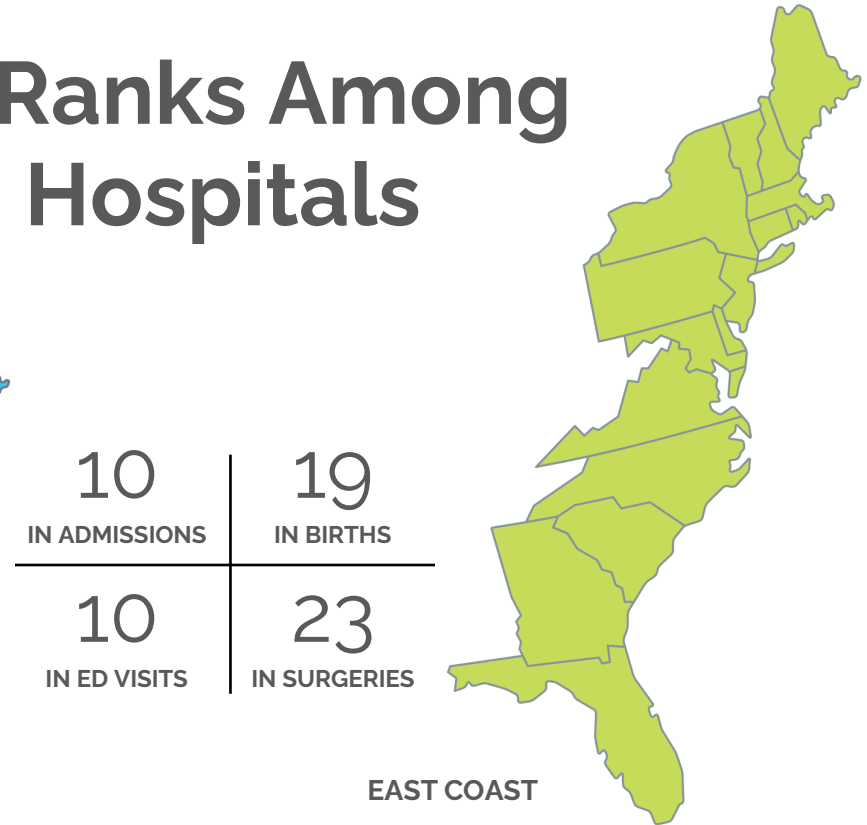 Ranks Among
Hospitals
10
IN ADMISSIONS
19
IN BIRTHS
10
IN ED VISITS
23
IN SURGERIES
EAST COAST